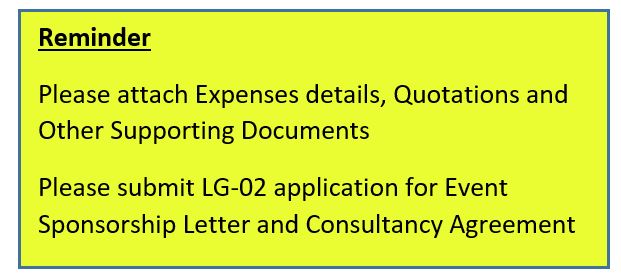 Reminder
Please attach Expenses details, Quotations and
Other Supporting Documents
Please submit LG-02 application for Event
Sponsorship Letter and Consultancy Agreement